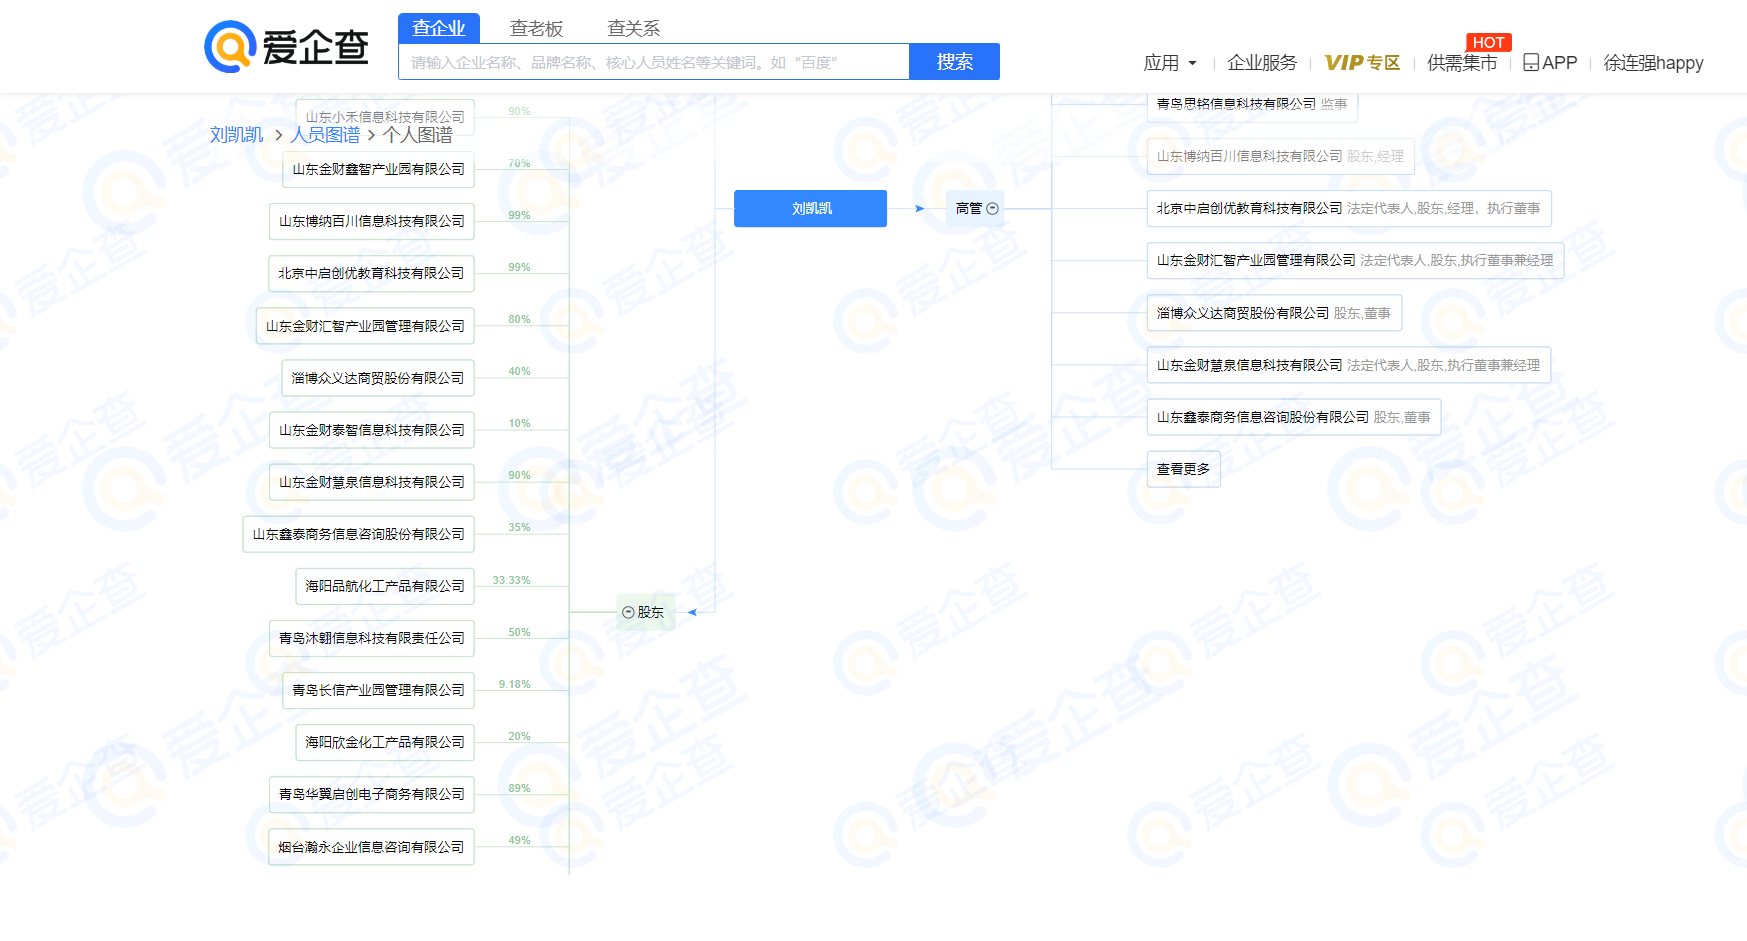 爱企查
查企业 查老板 查关系
请输入企业名称、品牌名称、核心人员姓名等关键词。如“百度” 搜索
HOT
应用 企业服务 VIP专区 供需集市 APP 徐连强happy
刘凯凯 > 人员图谱 > 个人图谱
山东小禾信息科技有限公司 90%
山东金财鑫智产业园有限公司 70%
山东博纳百川信息科技有限公司 99%
北京中启创优教育科技有限公司 99%
山东金财汇智产业园管理有限公司 80%
淄博众义达商贸股份有限公司 40%
山东金财泰智信息科技有限公司 10%
山东金财慧泉信息科技有限公司 90%
山东鑫泰商务信息咨询股份有限公司 35%
海阳品航化工产品有限公司 33.33%
青岛沐翺信息科技有限责任公司 50%
青岛长信产业园管理有限公司 9.18%
海阳欣金化工产品有限公司 20%
青岛华翼启创电子商务有限公司 89%
烟台瀚永企业信息咨询有限公司 49%
股东
刘凯凯
高管
青岛思铭信息科技有限公司 监事
山东博纳百川信息科技有限公司 股东,经理
北京中启创优教育科技有限公司 法定代表人,股东,经理，执行董事
山东金财汇智产业园管理有限公司 法定代表人,股东,执行董事兼经理
淄博众义达商贸股份有限公司 股东,董事
山东金财慧泉信息科技有限公司 法定代表人,股东,执行董事兼经理
山东鑫泰商务信息咨询股份有限公司 股东,董事
查看更多